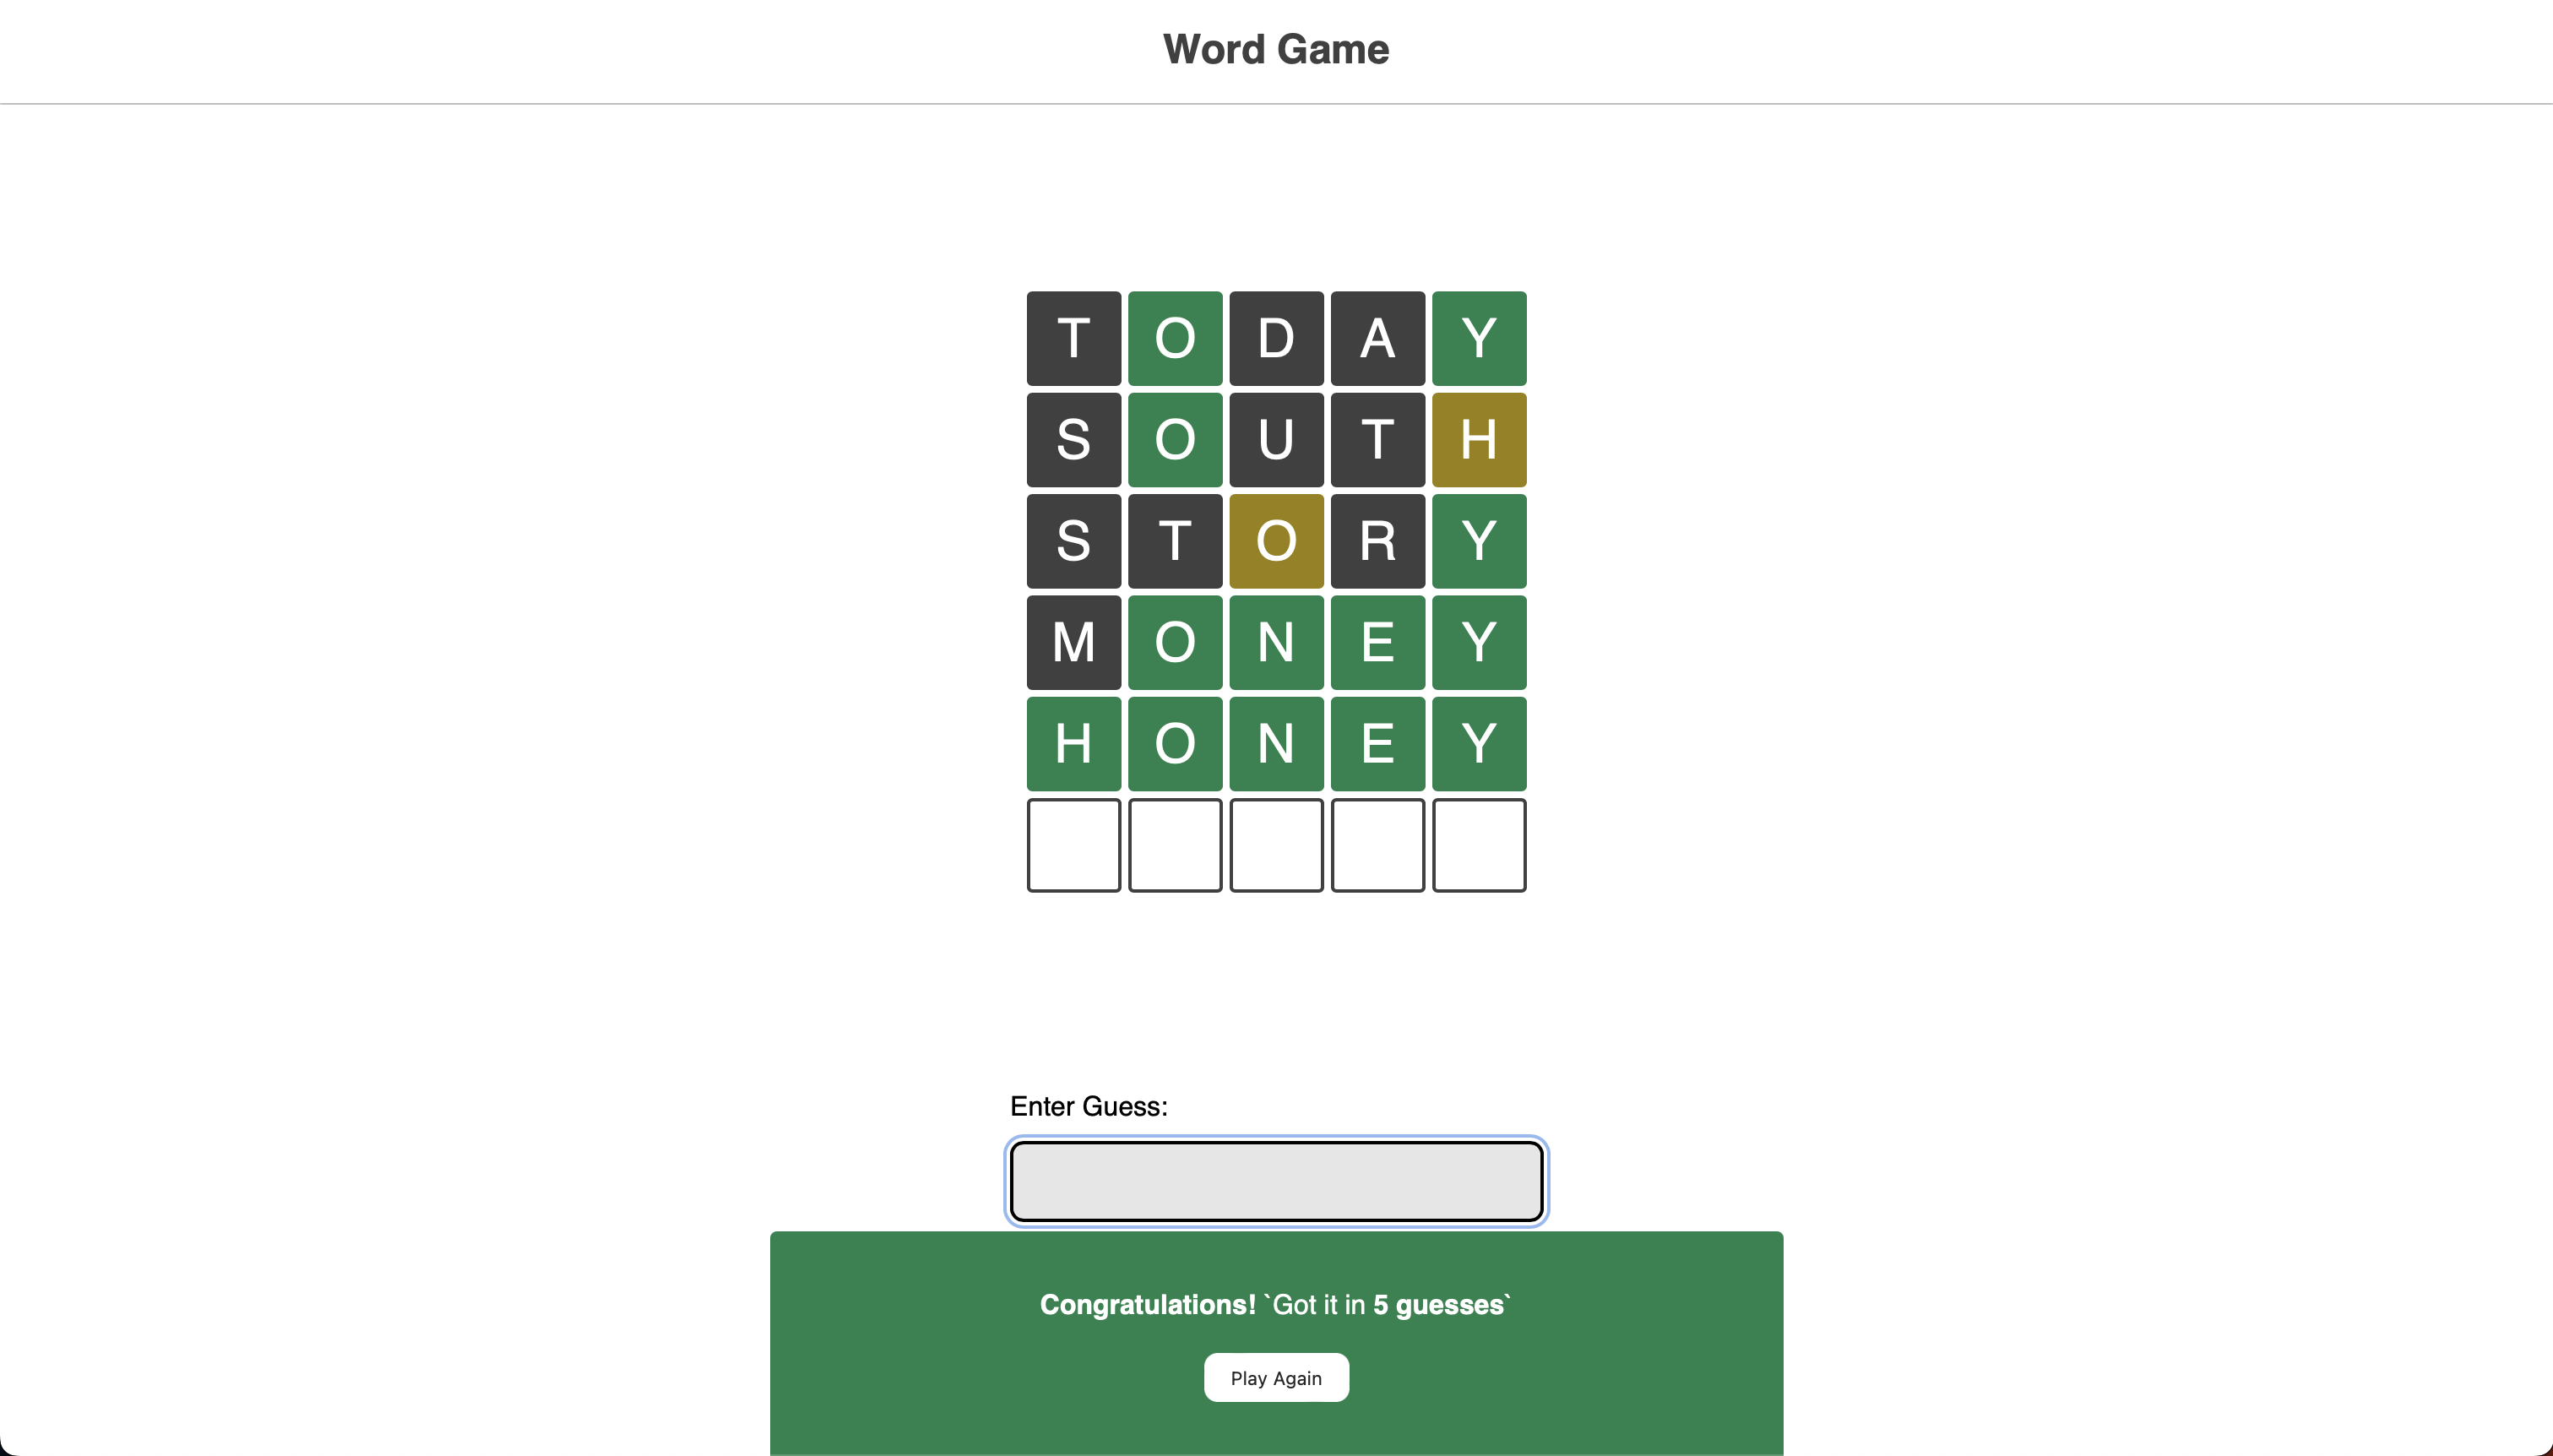 Word Game
T O D A Y
S O U T H
S T O R Y
M O N E Y
H O N E Y
Enter Guess:
Congratulations! `Got it in 5 guesses`
Play Again